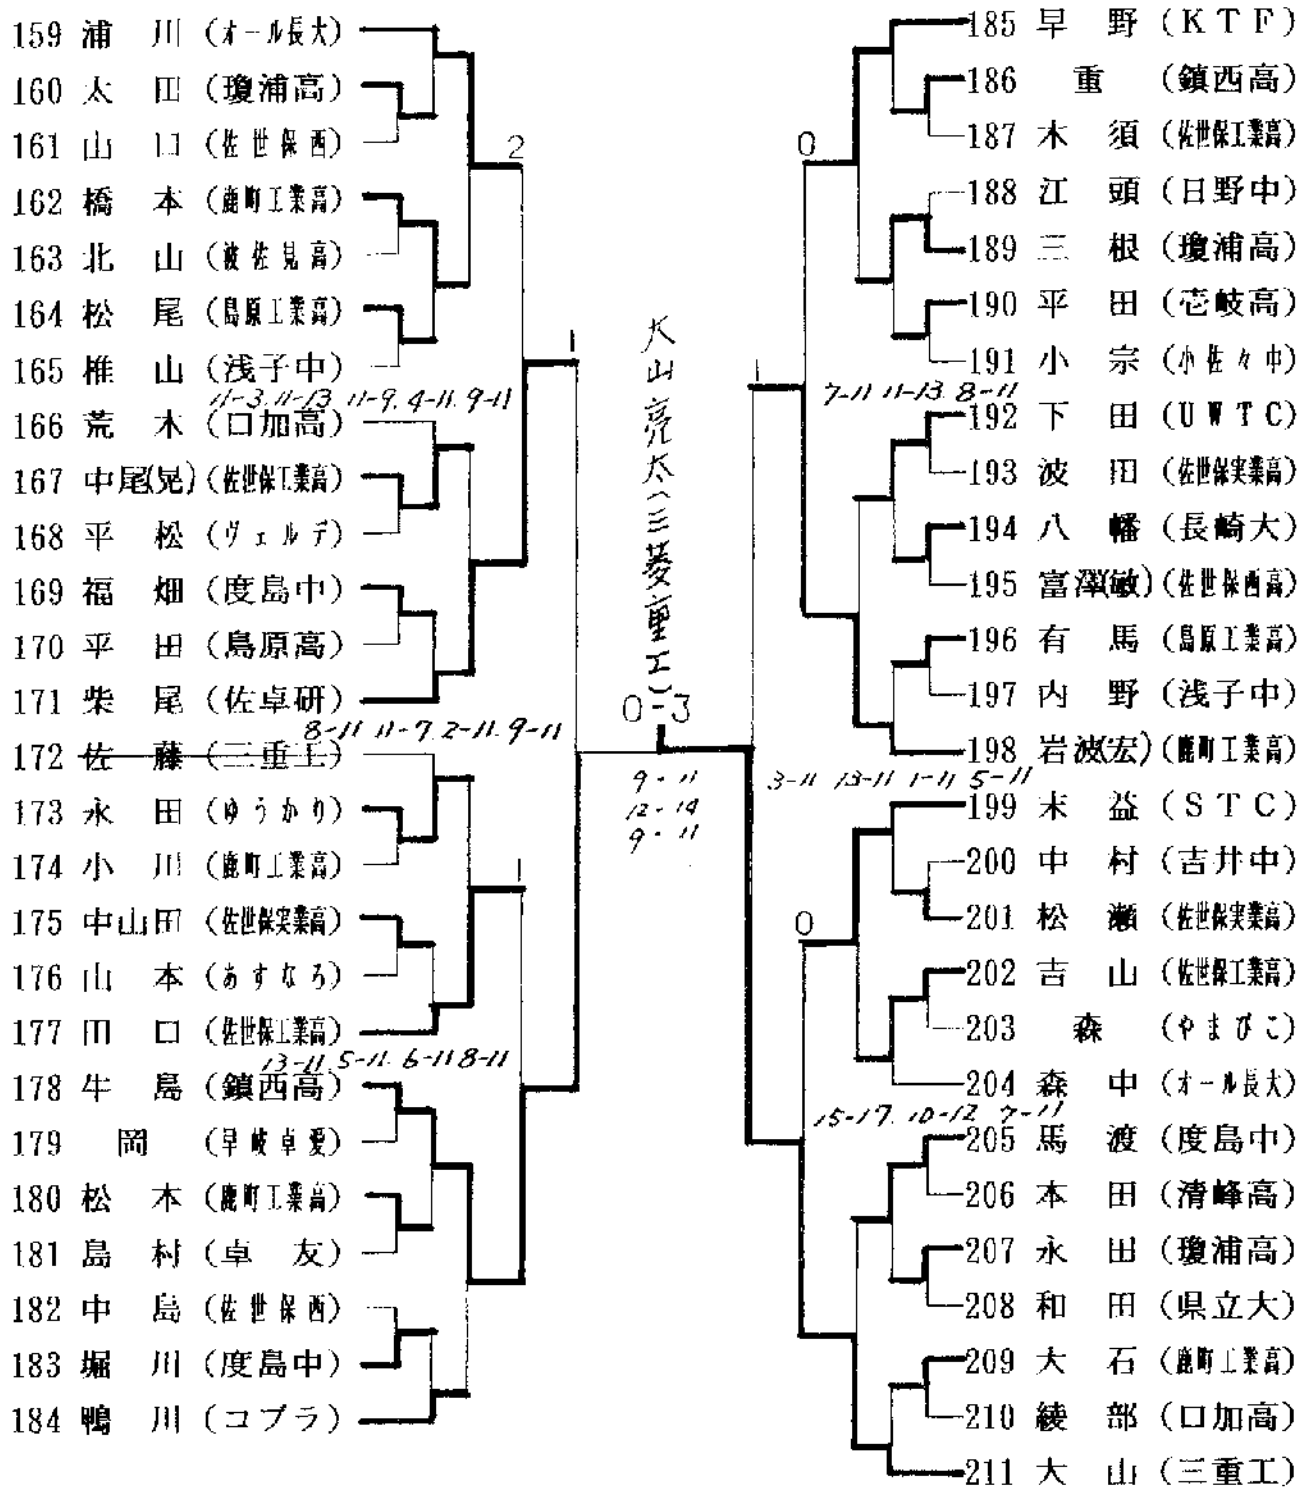 159 浦 川 (オール長大)
160 太 田 (瓊浦高)
161 山 口 (佐世保西)
162 橋 本 (鹿町工業高)
163 北 山 (波佐見高)
164 松 尾 (島原工業高)
165 椎 山 (浅子中)
11-3. 11-13 11-9. 4-11. 9-11
166 荒 木 (口加高)
167 中尾(晃) (佐世保工業高)
168 平 松 (ヴェルデ)
169 福 畑 (度島中)
170 平 田 (島原高)
171 柴 尾 (佐卓研)
8-11 11-7. 2-11. 9-11
172 佐 藤 (三重工)
173 永 田 (ゆうかり)
174 小 川 (鹿町工業高)
175 中山田 (佐世保実業高)
176 山 本 (あすなろ)
177 田 口 (佐世保工業高)
13-11. 5-11. 6-11 8-11
178 牛 島 (鎮西高)
179 岡 (早岐卓愛)
180 松 本 (鹿町工業高)
181 島 村 (卓 友)
182 中 島 (佐世保西)
183 堀 川 (度島中)
184 鴨 川 (コブラ)
2
1
1
大山亮太(三菱重工)
0-3
9-11
12-14
9-11
0
1
0
185 早 野 (KTF)
186 重 (鎮西高)
187 木 須 (佐世保工業高)
188 江 頭 (日野中)
189 三 根 (瓊浦高)
190 平 田 (壱岐高)
191 小 宗 (小佐々中)
7-11 11-13. 8-11
192 下 田 (UWTC)
193 波 田 (佐世保実業高)
194 八 幡 (長崎大)
195 富澤(敏) (佐世保西高)
196 有 馬 (島原工業高)
197 内 野 (浅子中)
198 岩波(宏) (鹿町工業高)
3-11 13-11 1-11 5-11
199 末 益 (STC)
200 中 村 (吉井中)
201 松 瀬 (佐世保実業高)
202 吉 山 (佐世保工業高)
203 森 (やまびこ)
204 森 中 (オール長大)
15-17. 10-12 7-11
205 馬 渡 (度島中)
206 本 田 (清峰高)
207 永 田 (瓊浦高)
208 和 田 (県立大)
209 大 石 (鹿町工業高)
210 綾 部 (口加高)
211 大 山 (三重工)